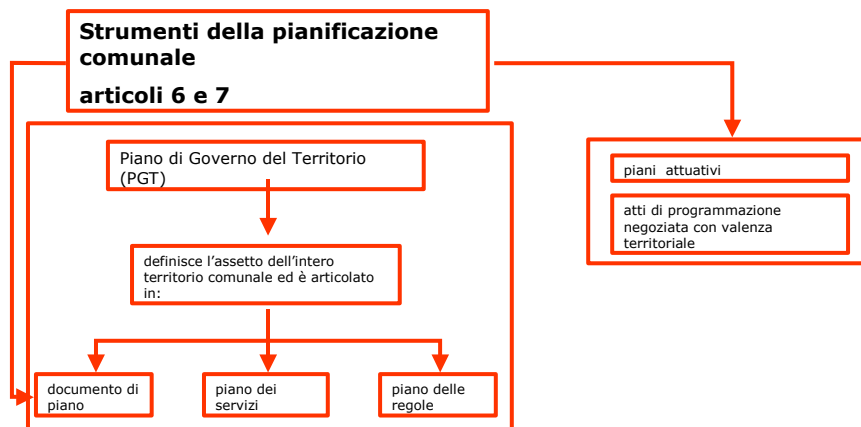 Strumenti della pianificazione
comunale
articoli 6 e 7
Piano di Governo del Territorio
(PGT)
definisce l'assetto dell'intero
territorio comunale ed è articolato
in:
documento di
piano
piano dei
servizi
piano delle
regole
piani attuativi
atti di programmazione
negoziata con valenza
territoriale